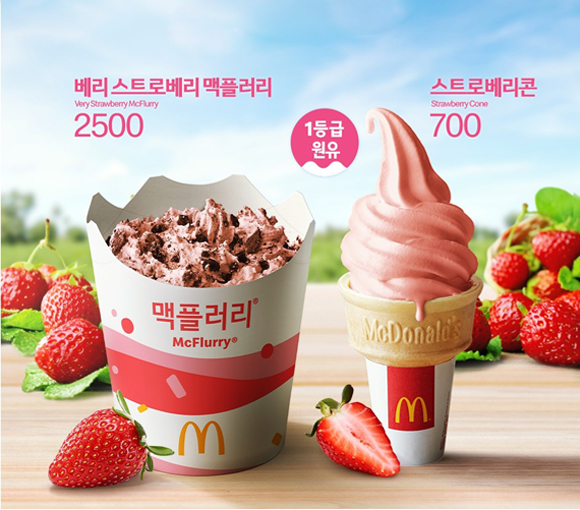 베리 스트로베리 맥플러리
Very Strawberry McFlurry
2500
스트로베리콘
Strawberry Cone
700
1등급
원유
맥플러리®
McFlurry®
McDonald's